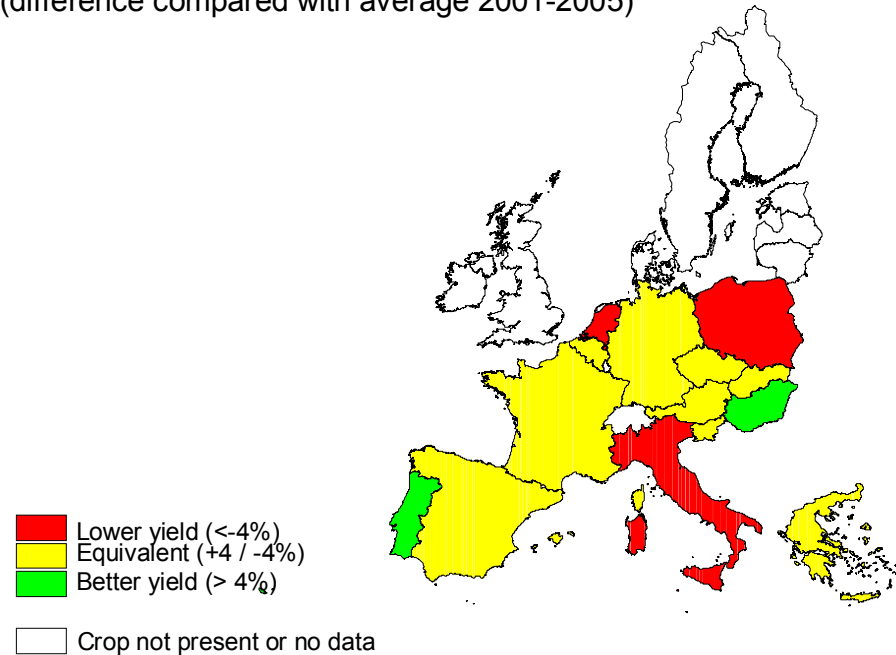 (difference compared with average 2001-2005)
Lower yield (<-4%)
Equivalent (+4 / -4%)
Better yield (> 4%)
Crop not present or no data